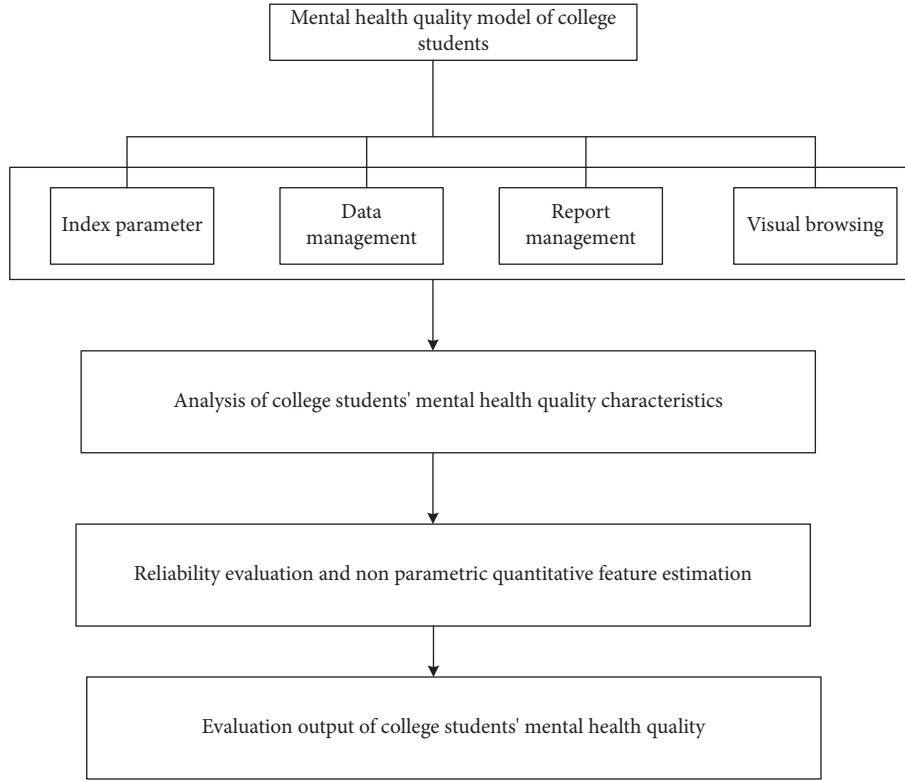 Mental health quality model of college
students
Index parameter
Data
management
Report
management
Visual browsing
Analysis of college students' mental health quality characteristics
Reliability evaluation and non parametric quantitative feature estimation
Evaluation output of college students' mental health quality